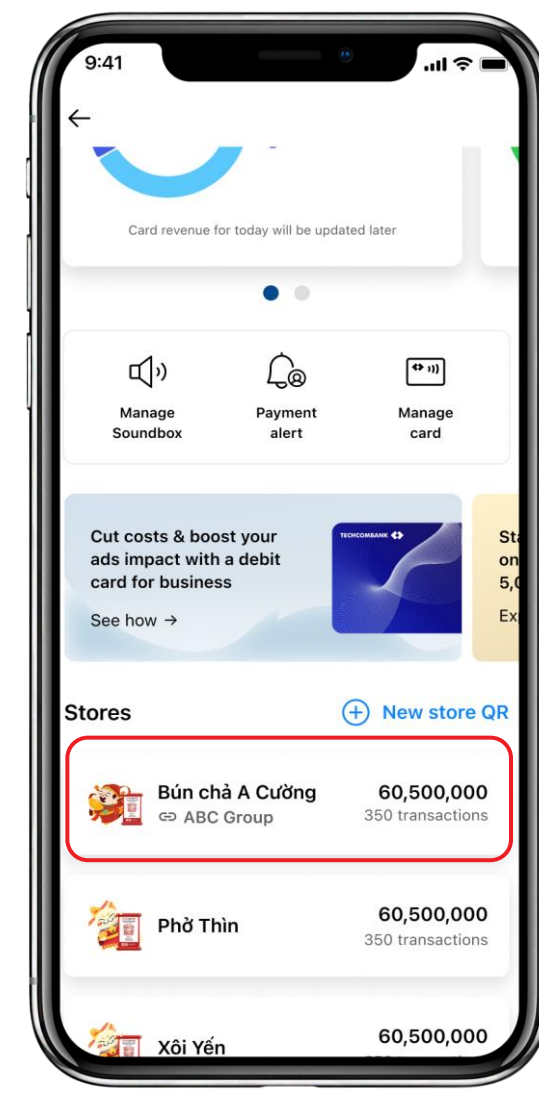 9:41
Card revenue for today will be updated later
Manage
Soundbox
Payment
alert
Manage
card
Cut costs & boost your
ads impact with a debit
card for business
See how →
TECHCOMBANK
Stores
New store QR
Bún chả A Cường
60,500,000
ABC Group
350 transactions
Phở Thìn
60,500,000
350 transactions
Xôi Yến
60,500,000